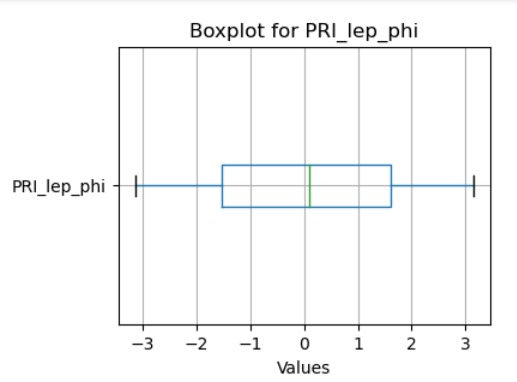 Boxplot for PRI_lep_phi
PRI_lep_phi
−3 −2 −1 0 1 2 3
Values